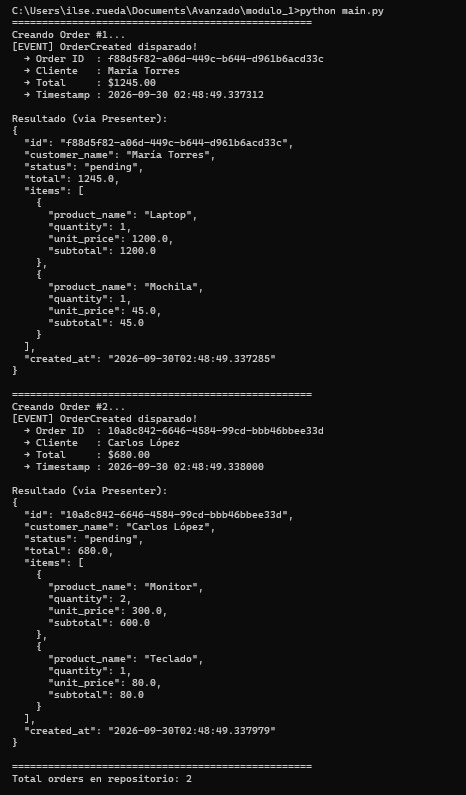 C:\Users\ilse.rueda\Documents\Avanzado\modulo_1>python main.py
==================================================
Creando Order #1...
[EVENT] OrderCreated disparado!
  → Order ID  : f88d5f82-a06d-449c-b644-d961b6acd33c
  → Cliente   : María Torres
  → Total     : $1245.00
  → Timestamp : 2026-09-30 02:48:49.337312

Resultado (via Presenter):
{
  "id": "f88d5f82-a06d-449c-b644-d961b6acd33c",
  "customer_name": "María Torres",
  "status": "pending",
  "total": 1245.0,
  "items": [
    {
      "product_name": "Laptop",
      "quantity": 1,
      "unit_price": 1200.0,
      "subtotal": 1200.0
    },
    {
      "product_name": "Mochila",
      "quantity": 1,
      "unit_price": 45.0,
      "subtotal": 45.0
    }
  ],
  "created_at": "2026-09-30T02:48:49.337285"
}

==================================================
Creando Order #2...
[EVENT] OrderCreated disparado!
  → Order ID  : 10a8c842-6646-4584-99cd-bbb46bbee33d
  → Cliente   : Carlos López
  → Total     : $680.00
  → Timestamp : 2026-09-30 02:48:49.338000

Resultado (via Presenter):
{
  "id": "10a8c842-6646-4584-99cd-bbb46bbee33d",
  "customer_name": "Carlos López",
  "status": "pending",
  "total": 680.0,
  "items": [
    {
      "product_name": "Monitor",
      "quantity": 2,
      "unit_price": 300.0,
      "subtotal": 600.0
    },
    {
      "product_name": "Teclado",
      "quantity": 1,
      "unit_price": 80.0,
      "subtotal": 80.0
    }
  ],
  "created_at": "2026-09-30T02:48:49.337979"
}

==================================================
Total orders en repositorio: 2